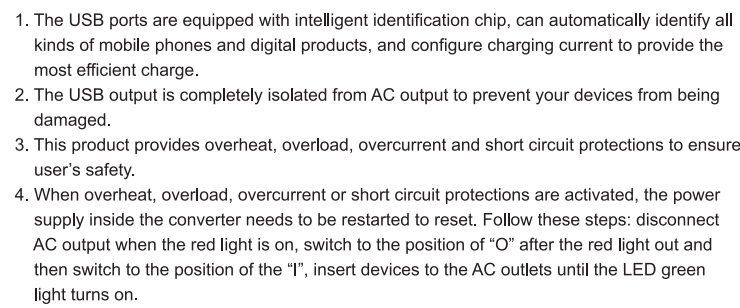 1. The USB ports are equipped with intelligent identification chip, can automatically identify all
kinds of mobile phones and digital products, and configure charging current to provide the
most efficient charge.
2. The USB output is completely isolated from AC output to prevent your devices from being
damaged.
3. This product provides overheat, overload, overcurrent and short circuit protections to ensure
user's safety.
4. When overheat, overload, overcurrent or short circuit protections are activated, the power
supply inside the converter needs to be restarted to reset. Follow these steps: disconnect
AC output when the red light is on, switch to the position of “O” after the red light out and
then switch to the position of the “I”, insert devices to the AC outlets until the LED green
light turns on.